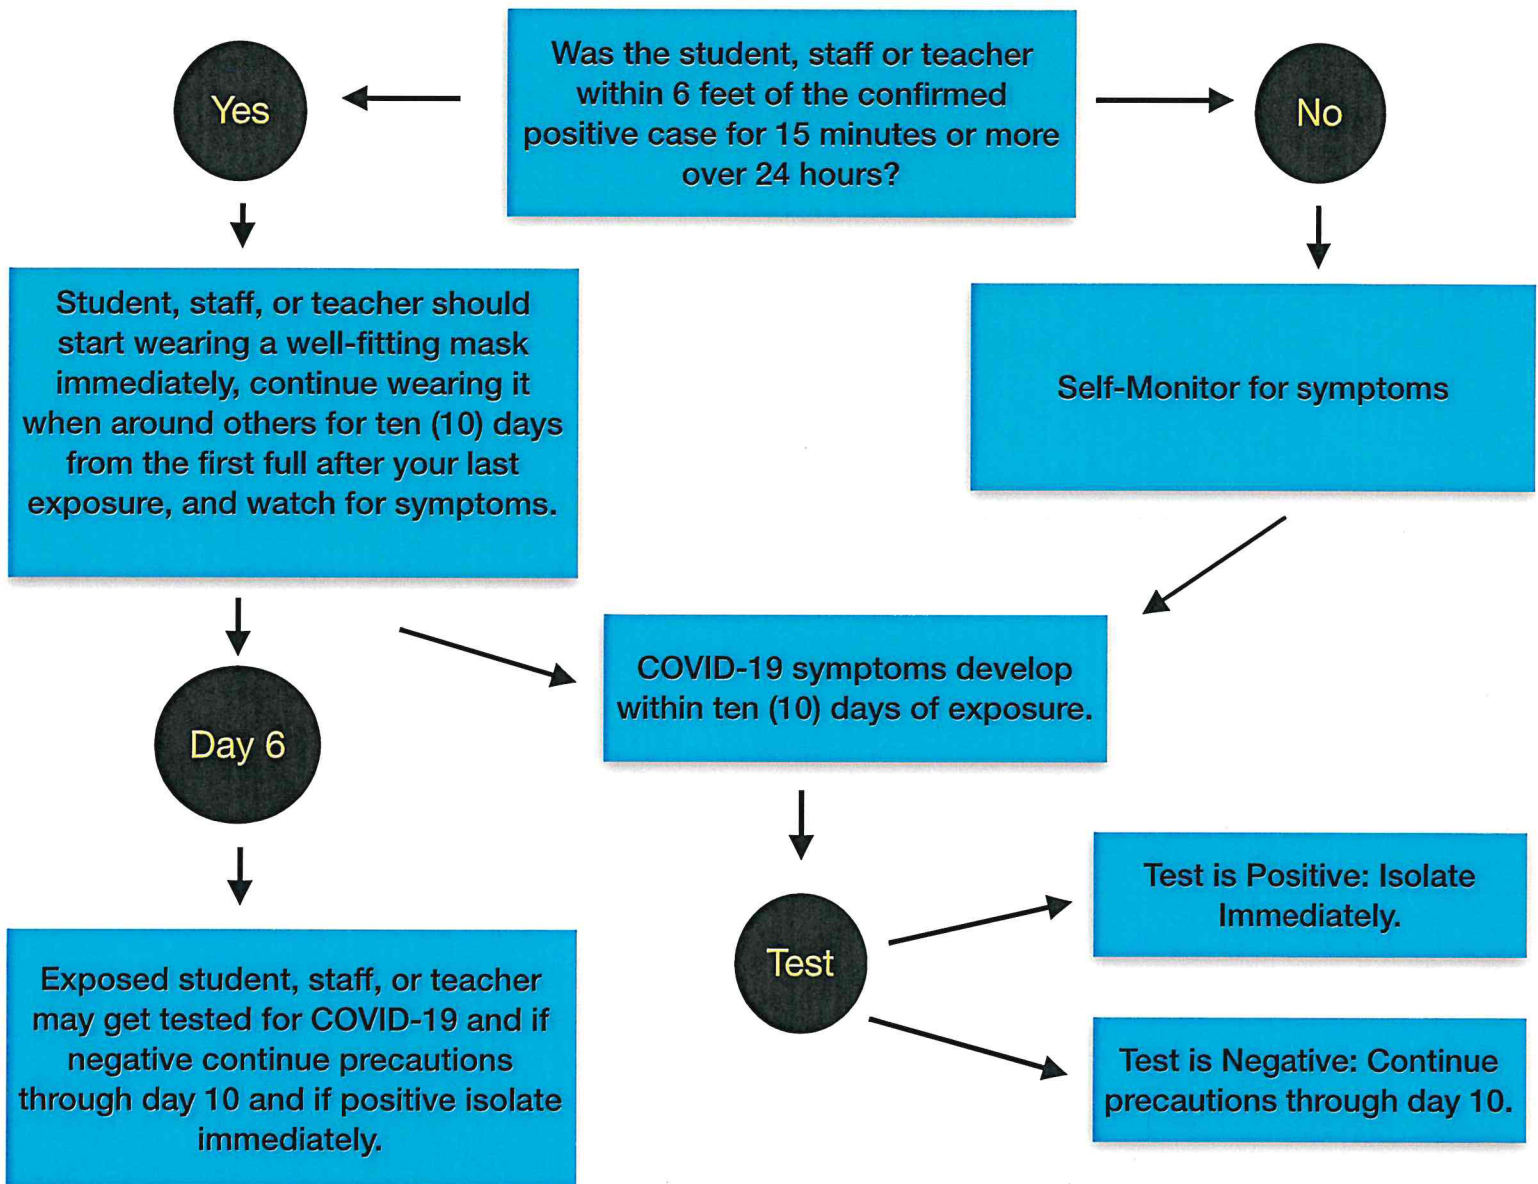 Was the student, staff or teacher
within 6 feet of the confirmed
positive case for 15 minutes or more
over 24 hours?
Yes
No
Student, staff, or teacher should
start wearing a well-fitting mask
immediately, continue wearing it
when around others for ten (10) days
from the first full after your last
exposure, and watch for symptoms.
Self-Monitor for symptoms
COVID-19 symptoms develop
within ten (10) days of exposure.
Day 6
Exposed student, staff, or teacher
may get tested for COVID-19 and if
negative continue precautions
through day 10 and if positive isolate
immediately.
Test
Test is Positive: Isolate
Immediately.
Test is Negative: Continue
precautions through day 10.